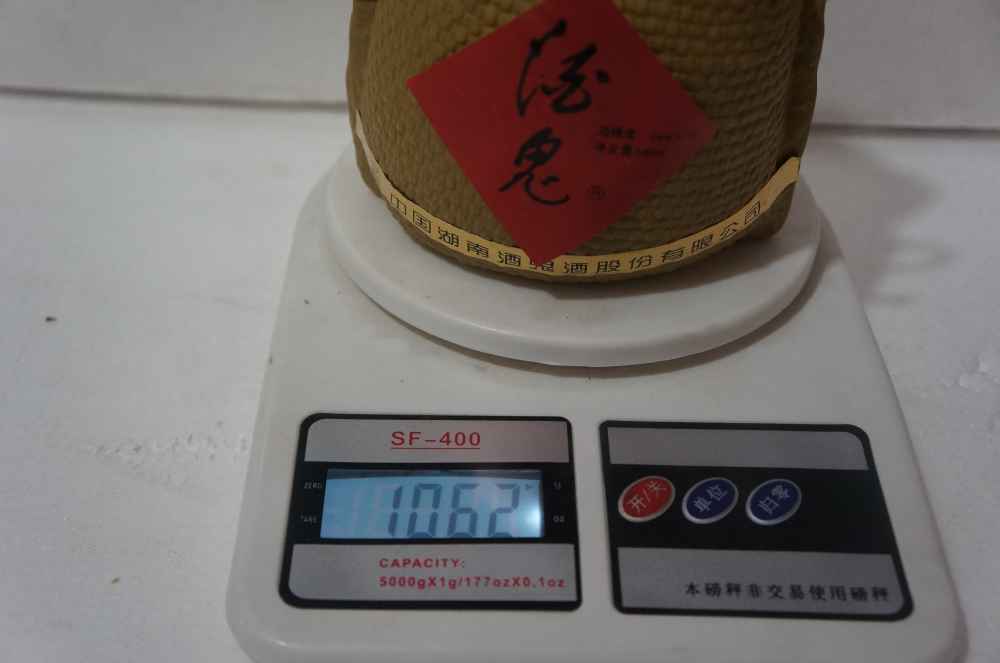 酒
鬼
®
中国湖南酒鬼酒股份有限公司
SF-400
ZERO
TARE
1062
CAPACITY:
5000gX1g/177ozX0.1oz
开/关
单位
归零
本磅秤非交易使用磅秤